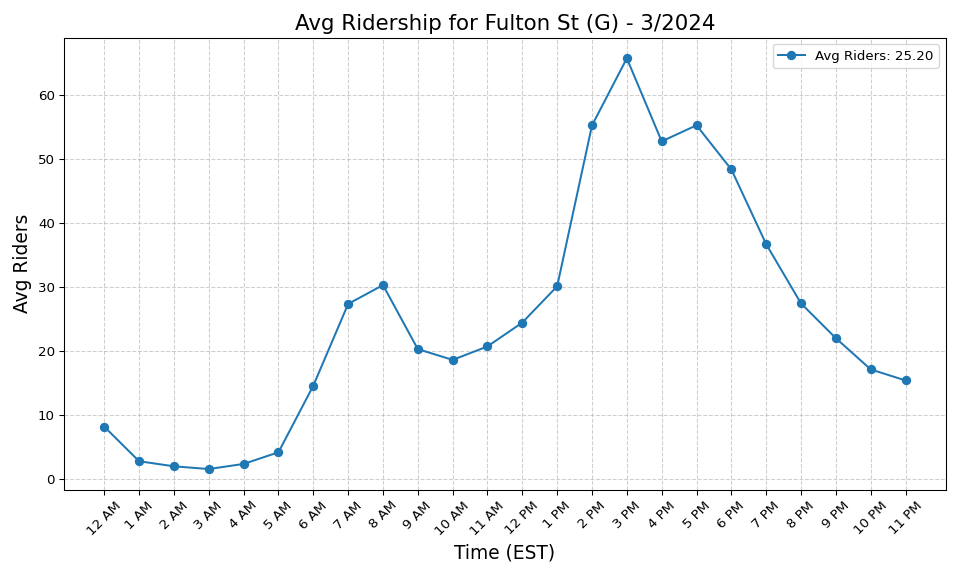 Avg Ridership for Fulton St (G) - 3/2024
Avg Riders: 25.20
Avg Riders
60
50
40
30
20
10
0
12 AM
1 AM
2 AM
3 AM
4 AM
5 AM
6 AM
7 AM
8 AM
9 AM
10 AM
11 AM
12 PM
1 PM
2 PM
3 PM
4 PM
5 PM
6 PM
7 PM
8 PM
9 PM
10 PM
11 PM
Time (EST)